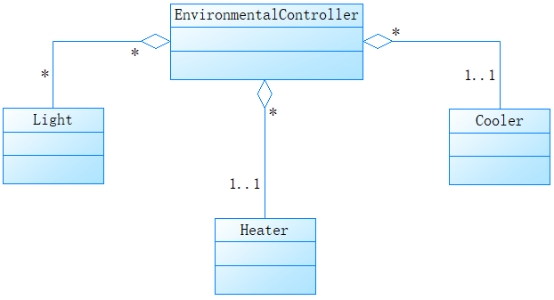 EnvironmentalController
*
*
*
1..1
*
1..1
Light
Cooler
Heater